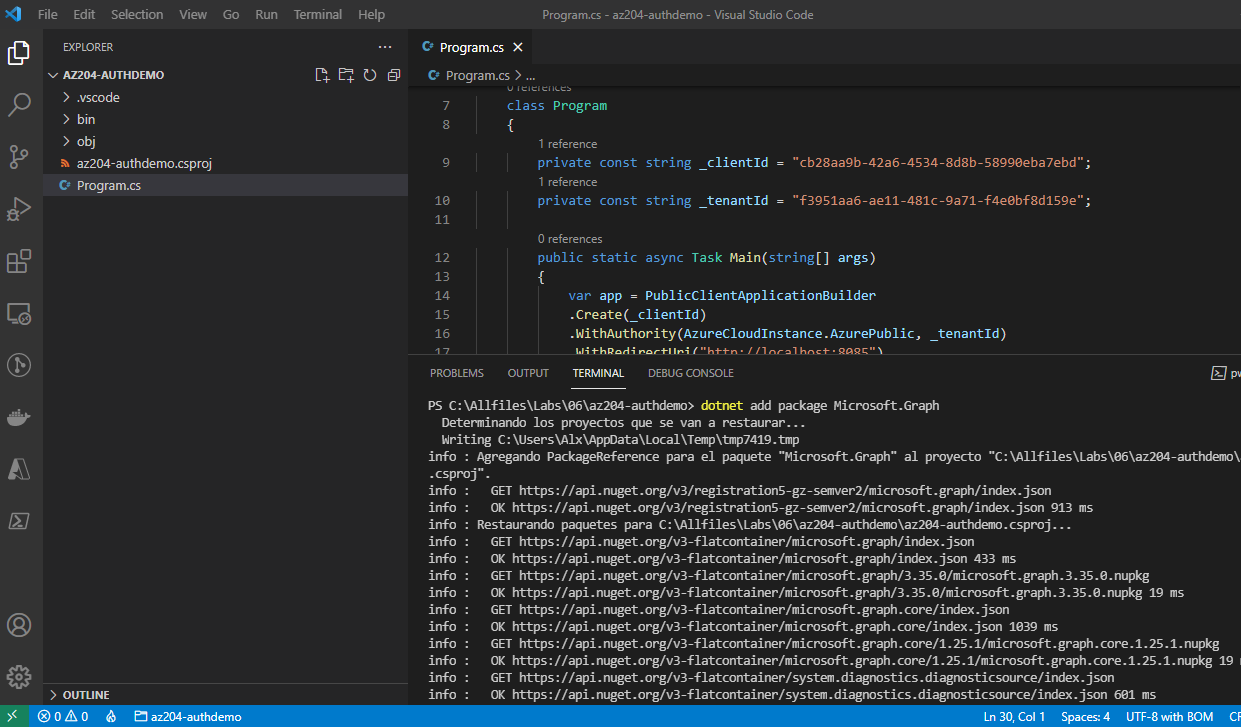 File Edit Selection View Go Run Terminal Help Program.cs - az204-authdemo - Visual Studio Code
EXPLORER
AZ204-AUTHDEMO
.vscode
bin
obj
az204-authdemo.csproj
Program.cs
OUTLINE
Program.cs
Program.cs > ...
0 references
7 class Program
8 {
1 reference
9 private const string _clientId = "cb28aa9b-42a6-4534-8d8b-58990eba7ebd";
1 reference
10 private const string _tenantId = "f3951aa6-ae11-481c-9a71-f4e0bf8d159e";
11
0 references
12 public static async Task Main(string[] args)
13 {
14 var app = PublicClientApplicationBuilder
15 .Create(_clientId)
16 .WithAuthority(AzureCloudInstance.AzurePublic, _tenantId)
17 .WithRedirectUri("http://localhost:8085")
PROBLEMS OUTPUT TERMINAL DEBUG CONSOLE
PS C:\Allfiles\Labs\06\az204-authdemo> dotnet add package Microsoft.Graph
Determinando los proyectos que se van a restaurar...
Writing C:\Users\Alx\AppData\Local\Temp\tmp7419.tmp
info : Agregando PackageReference para el paquete "Microsoft.Graph" al proyecto "C:\Allfiles\Labs\06\az204-authdemo\
.csproj".
info :   GET https://api.nuget.org/v3/registration5-gz-semver2/microsoft.graph/index.json
info :   OK https://api.nuget.org/v3/registration5-gz-semver2/microsoft.graph/index.json 913 ms
info : Restaurando paquetes para C:\Allfiles\Labs\06\az204-authdemo\az204-authdemo.csproj...
info :   GET https://api.nuget.org/v3-flatcontainer/microsoft.graph/index.json
info :   OK https://api.nuget.org/v3-flatcontainer/microsoft.graph/index.json 433 ms
info :   GET https://api.nuget.org/v3-flatcontainer/microsoft.graph/3.35.0/microsoft.graph.3.35.0.nupkg
info :   OK https://api.nuget.org/v3-flatcontainer/microsoft.graph/3.35.0/microsoft.graph.3.35.0.nupkg 19 ms
info :   GET https://api.nuget.org/v3-flatcontainer/microsoft.graph.core/index.json
info :   OK https://api.nuget.org/v3-flatcontainer/microsoft.graph.core/index.json 1039 ms
info :   GET https://api.nuget.org/v3-flatcontainer/microsoft.graph.core/1.25.1/microsoft.graph.core.1.25.1.nupkg
info :   OK https://api.nuget.org/v3-flatcontainer/microsoft.graph.core/1.25.1/microsoft.graph.core.1.25.1.nupkg 19
info :   GET https://api.nuget.org/v3-flatcontainer/system.diagnostics.diagnosticsource/index.json
info :   OK https://api.nuget.org/v3-flatcontainer/system.diagnostics.diagnosticsource/index.json 601 ms
0 0 az204-authdemo Ln 30, Col 1 Spaces: 4 UTF-8 with BOM